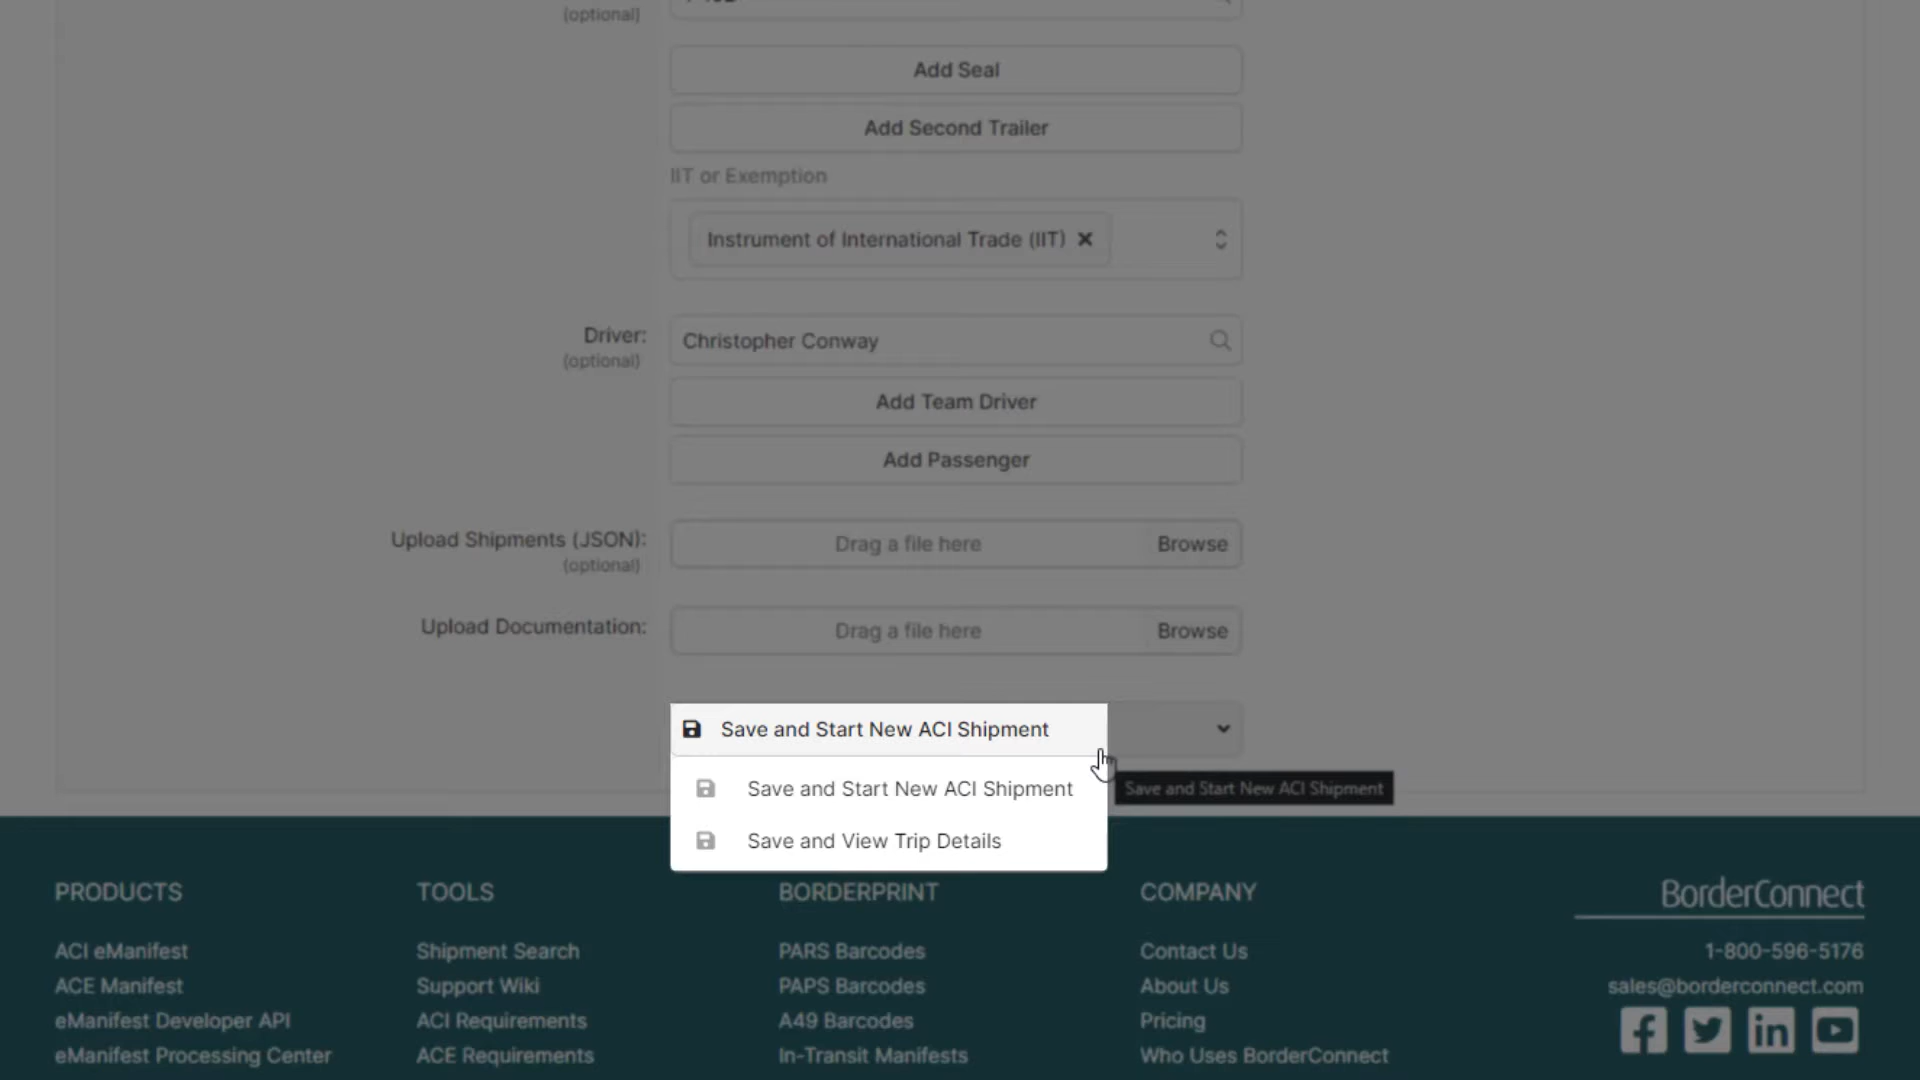 (optional)
Add Seal
Add Second Trailer
IIT or Exemption
Instrument of International Trade (IIT) ✕
Driver:
(optional)
Christopher Conway
Add Team Driver
Add Passenger
Upload Shipments (JSON):
(optional)
Drag a file here
Browse
Upload Documentation:
Drag a file here
Browse
Save and Start New ACI Shipment
Save and Start New ACI Shipment
Save and View Trip Details
Save and Start New ACI Shipment
PRODUCTS
ACI eManifest
ACE Manifest
eManifest Developer API
eManifest Processing Center
TOOLS
Shipment Search
Support Wiki
ACI Requirements
ACE Requirements
BORDERPRINT
PARS Barcodes
PAPS Barcodes
A49 Barcodes
In-Transit Manifests
COMPANY
Contact Us
About Us
Pricing
Who Uses BorderConnect
BorderConnect
1-800-596-5176
sales@borderconnect.com